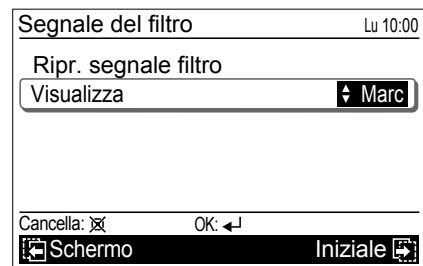 Segnale del filtro Lu 10:00
Ripr. segnale filtro
Visualizza Marc
Cancella: OK:
Schermo Iniziale